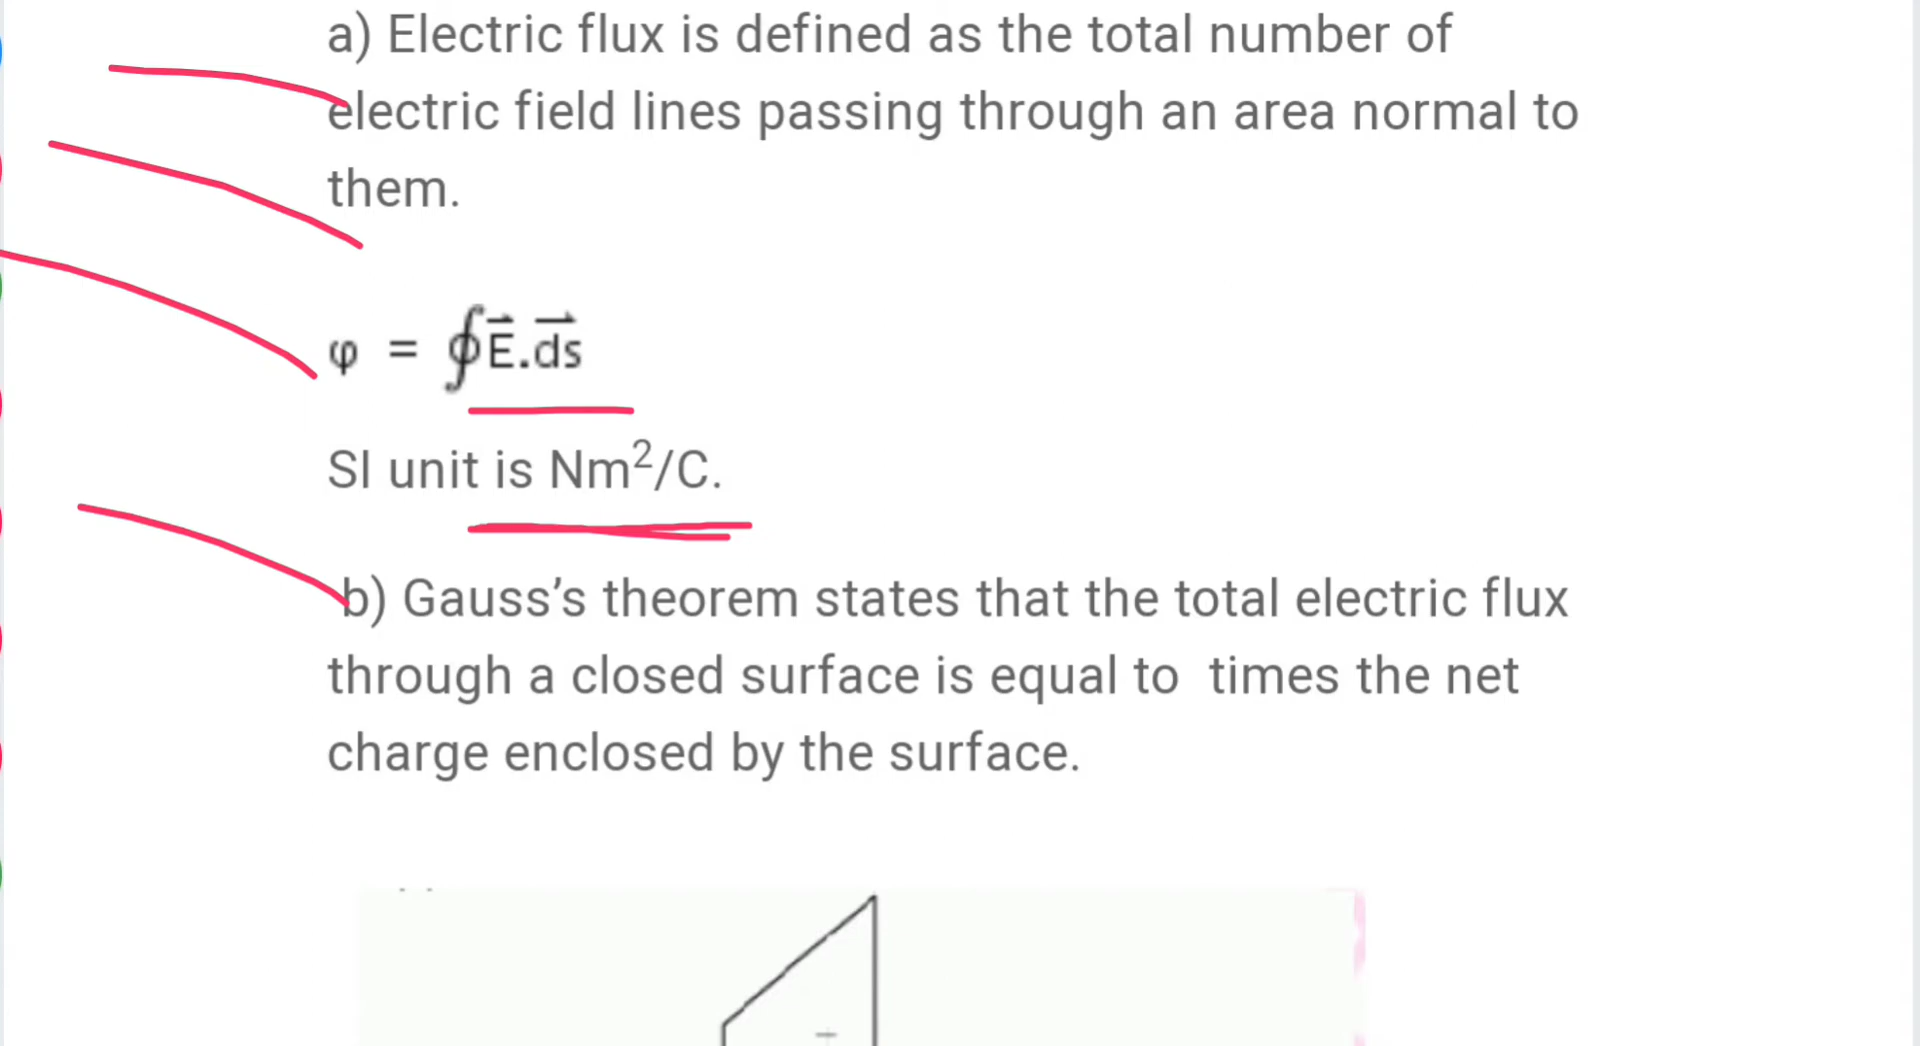 a) Electric flux is defined as the total number of
electric field lines passing through an area normal to
them.
φ = ∮E⃗.d⃗s⃗
SI unit is Nm²/C.
b) Gauss’s theorem states that the total electric flux
through a closed surface is equal to  times the net
charge enclosed by the surface.
+